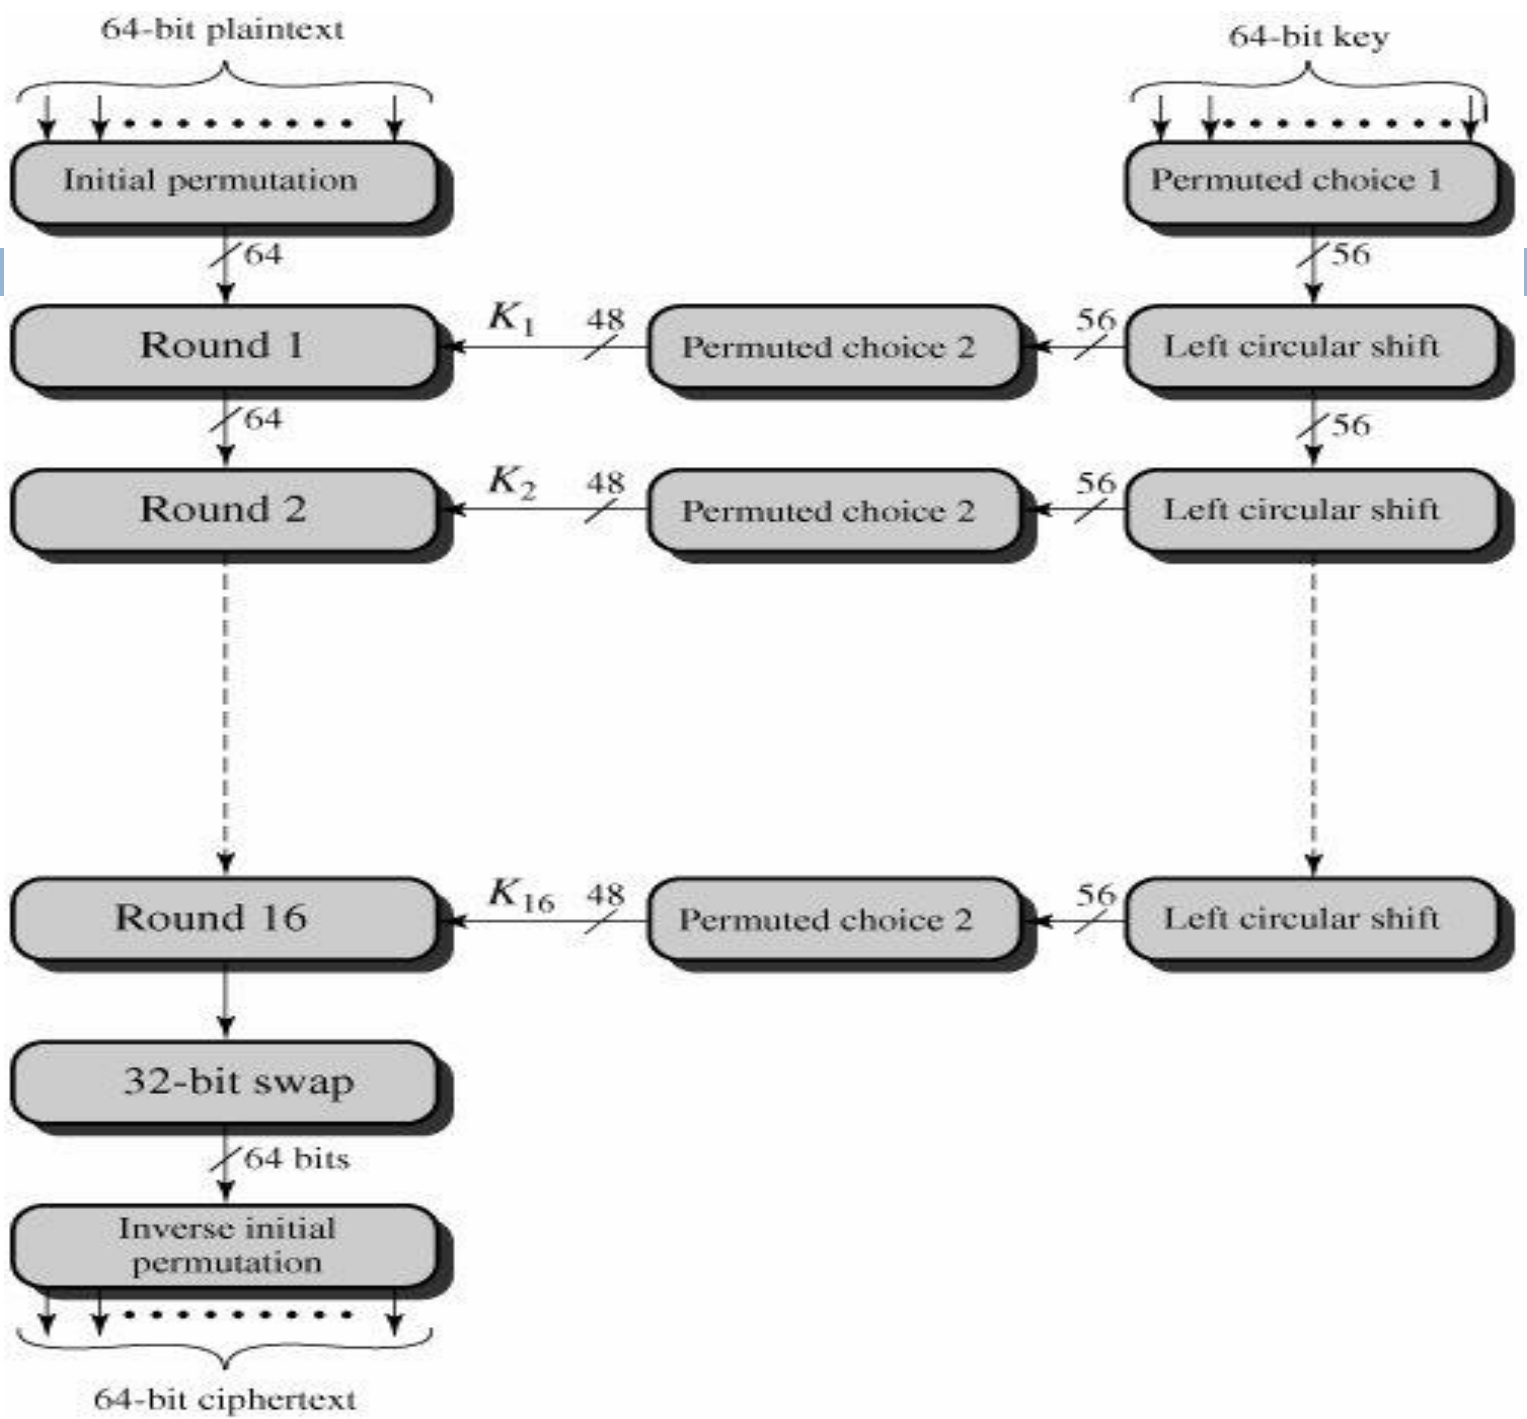 64-bit plaintext
64-bit key
Initial permutation
Permuted choice 1
64
56
Round 1
K1
48
Permuted choice 2
56
Left circular shift
64
56
Round 2
K2
48
Permuted choice 2
56
Left circular shift
Round 16
K16
48
Permuted choice 2
56
Left circular shift
32-bit swap
64 bits
Inverse initial
permutation
64-bit ciphertext